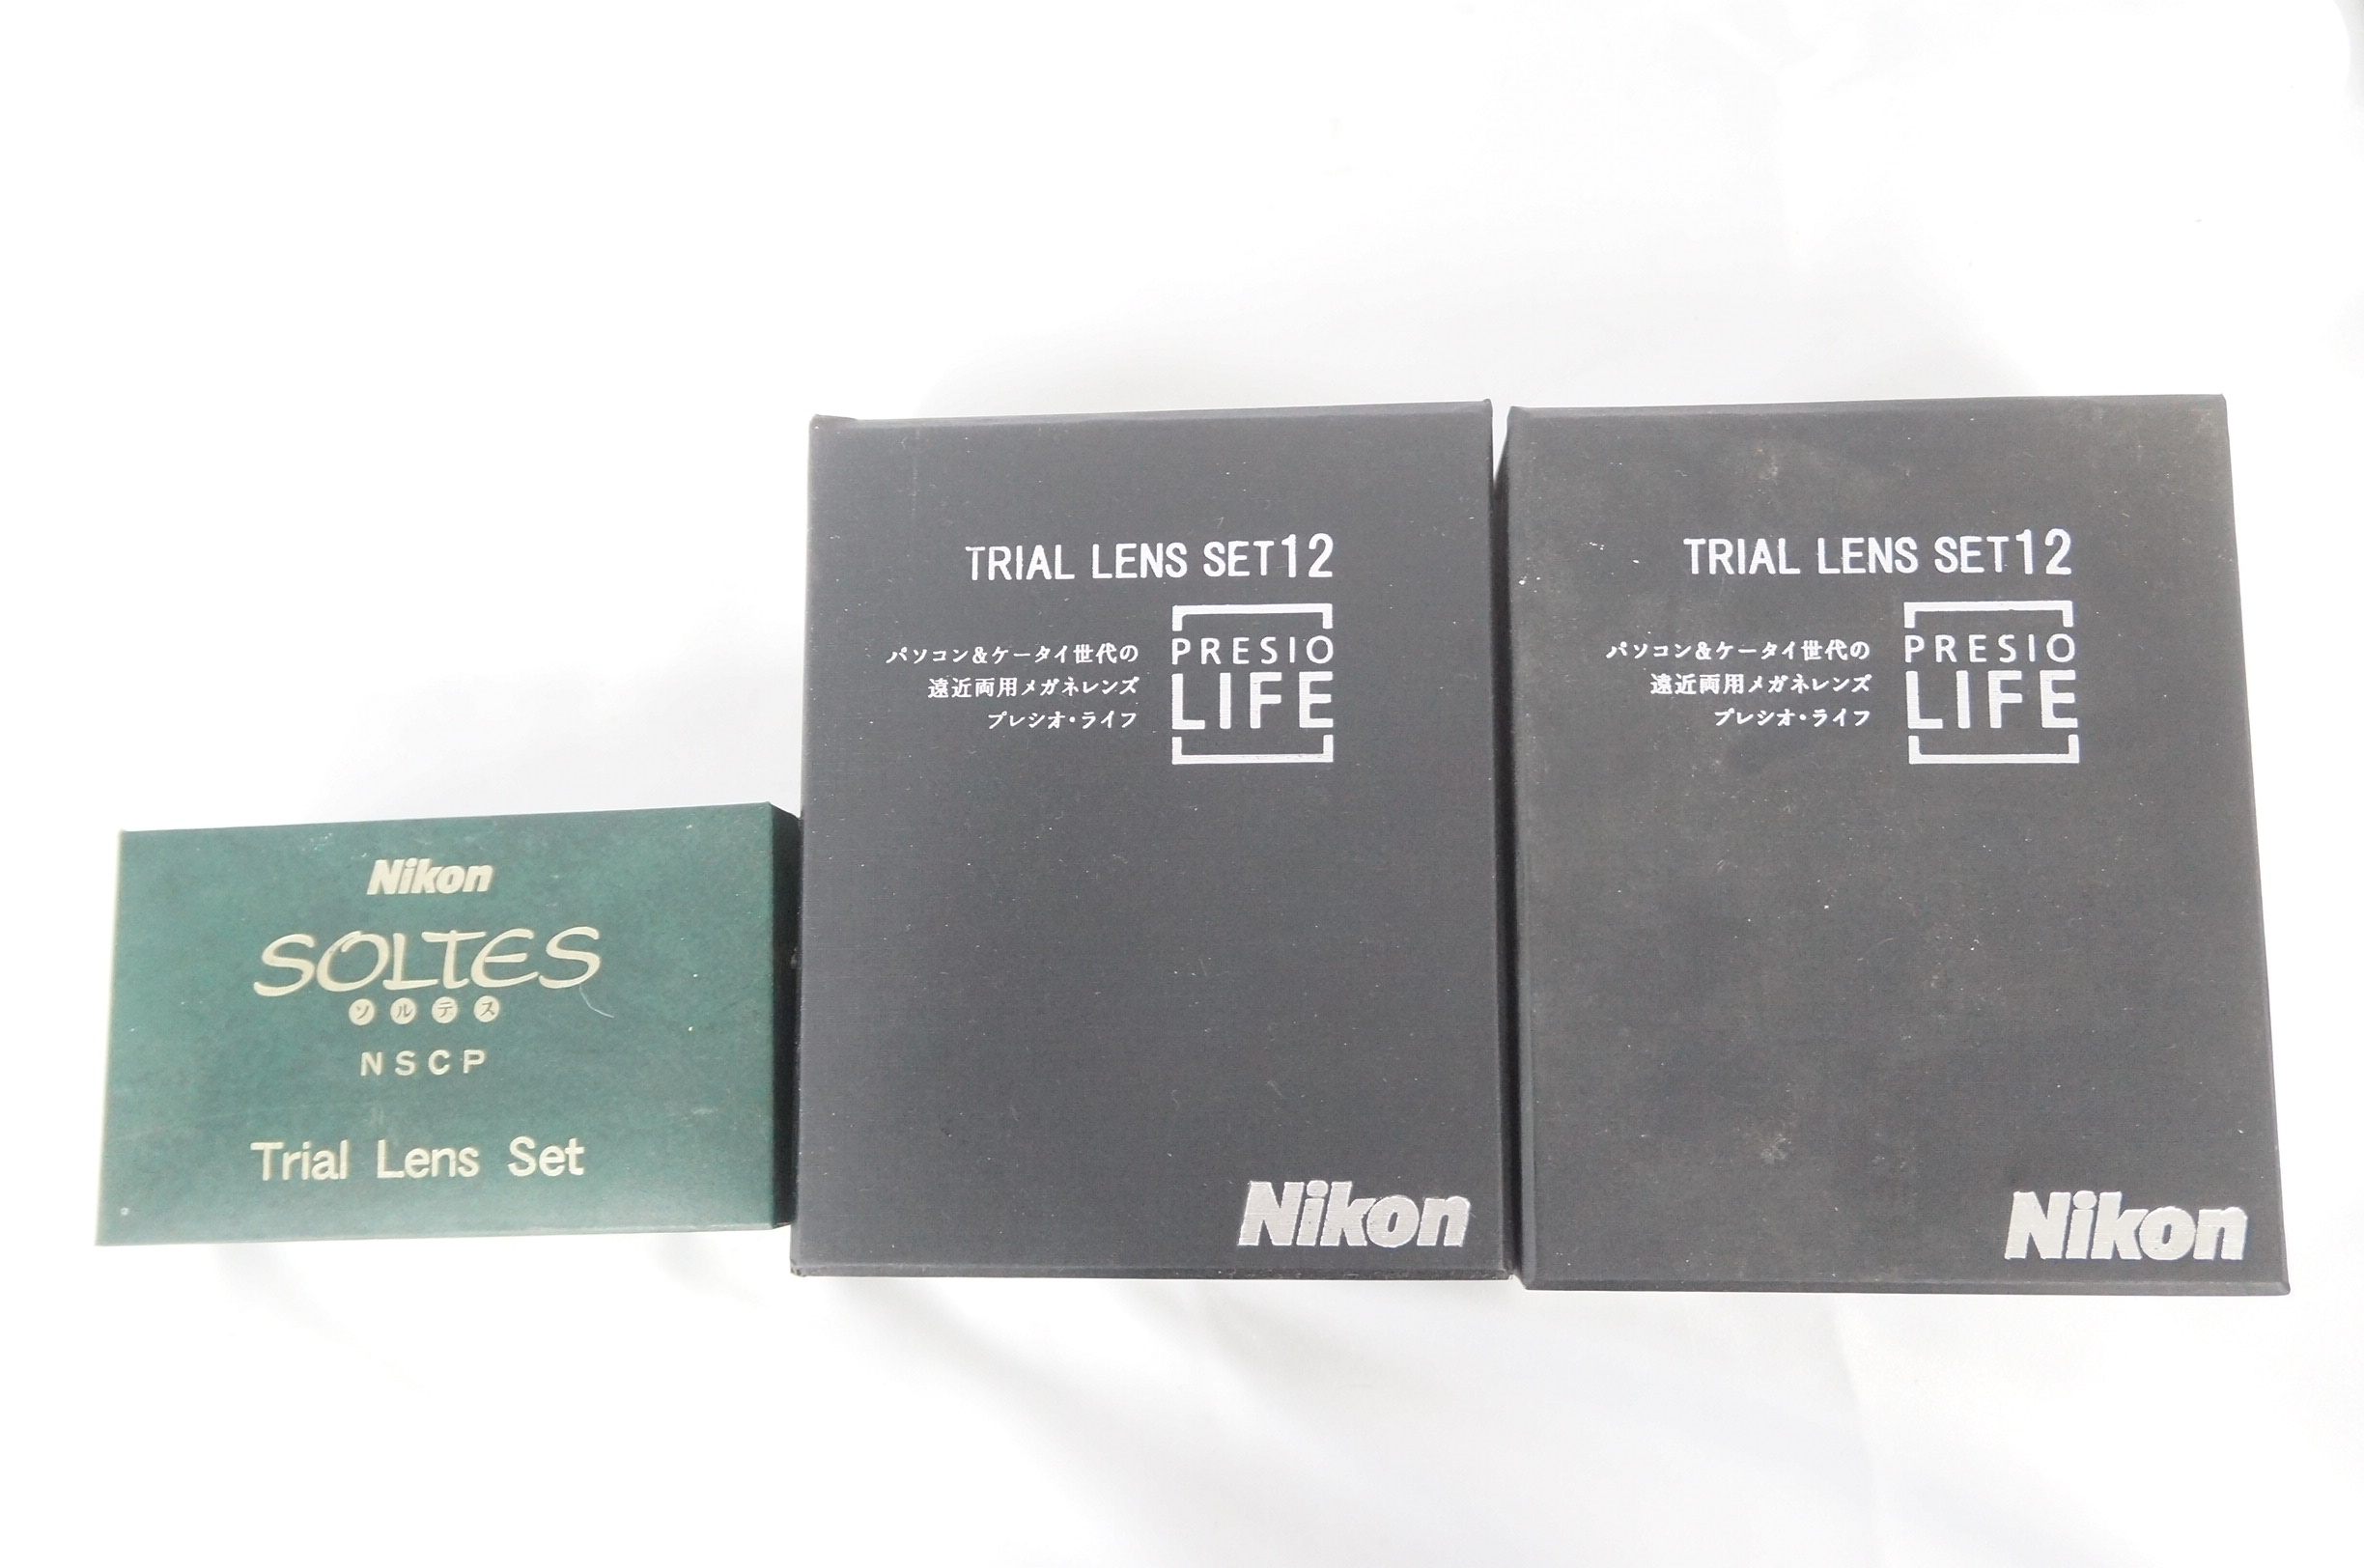 Nikon
SOLTES
ソルテス
NSCP
Trial Lens Set
TRIAL LENS SET12
パソコン&ケータイ世代の
遠近両用メガネレンズ
プレシオ・ライフ
PRESIO
LIFE
Nikon
TRIAL LENS SET12
パソコン&ケータイ世代の
遠近両用メガネレンズ
プレシオ・ライフ
PRESIO
LIFE
Nikon